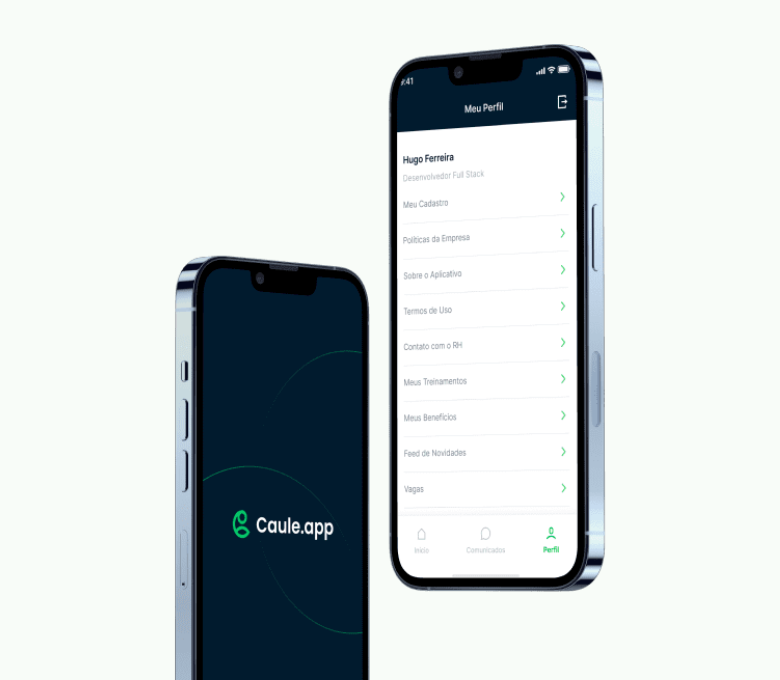 9:41
Meu Perfil
Hugo Ferreira
Desenvolvedor Full Stack
Meu Cadastro
Políticas da Empresa
Sobre o Aplicativo
Termos de Uso
Contato com o RH
Meus Treinamentos
Meus Benefícios
Feed de Novidades
Vagas
Início
Comunicados
Perfil
Caule.app